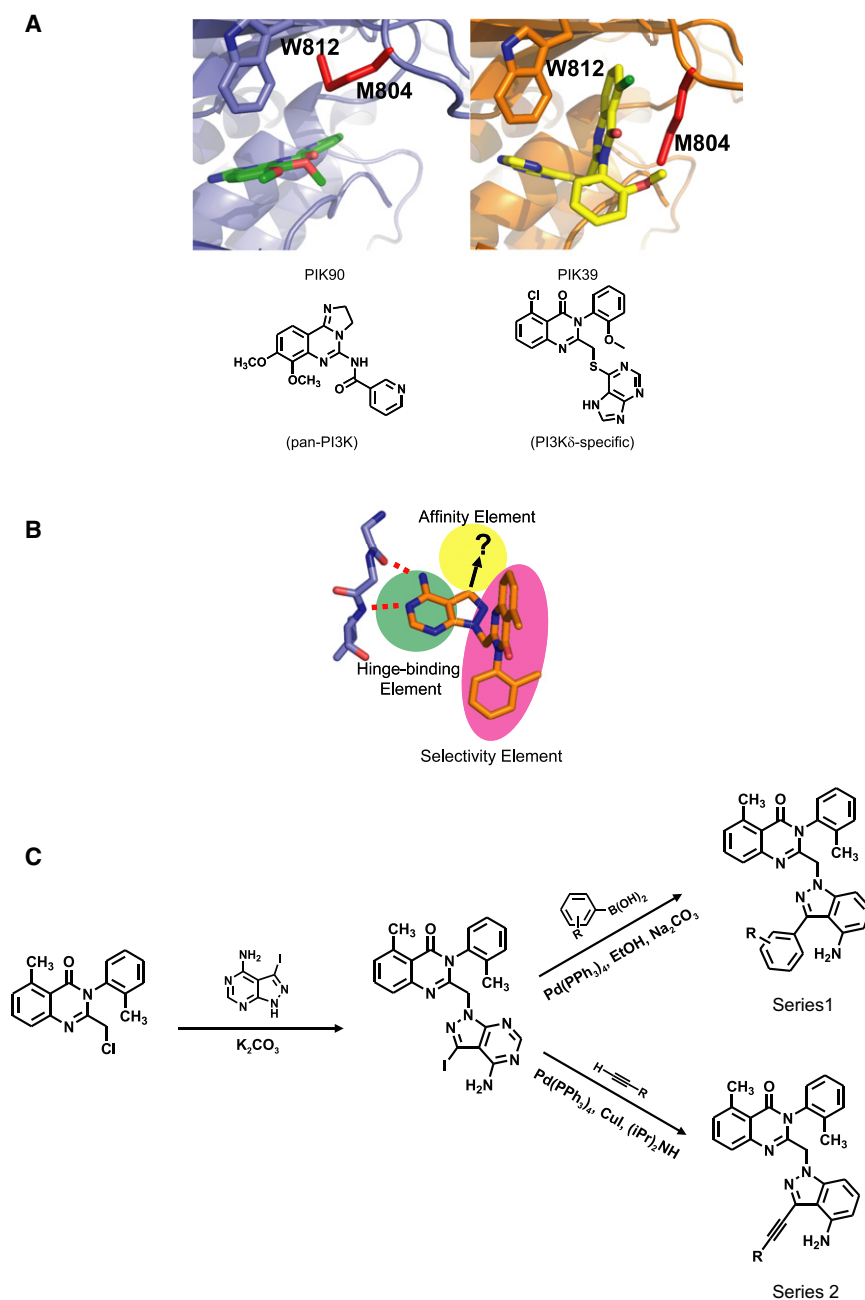 A
W812
M804
W812
M804
PIK90
PIK39
N
N
N
N
NH
O
N
H₃CO
OCH₃
Cl
O
N
N
O
S
N
N
HN
N
(pan-PI3K)
(PI3Kδ-specific)
B
Affinity Element
?
Hinge-binding
Element
Selectivity Element
C
CH₃
O
N
N
CH₃
Cl
NH₂
I
N
N
N
N
H
K₂CO₃
CH₃
O
N
N
CH₃
N
N
N
N
I
H₂N
B(OH)₂
R
Pd(PPh₃)₄, EtOH, Na₂CO₃
CH₃
O
N
N
CH₃
N
N
R
H₂N
Series1
H
R
Pd(PPh₃)₄, CuI, (iPr)₂NH
CH₃
O
N
N
CH₃
N
N
R
H₂N
Series 2